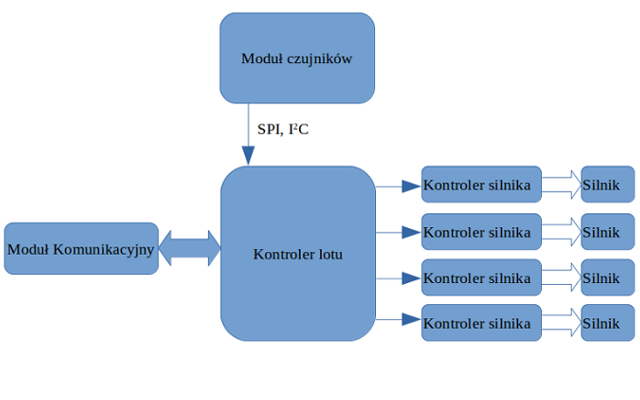 Moduł czujników
SPI, I²C
Moduł Komunikacyjny
Kontroler lotu
Kontroler silnika
Silnik
Kontroler silnika
Silnik
Kontroler silnika
Silnik
Kontroler silnika
Silnik